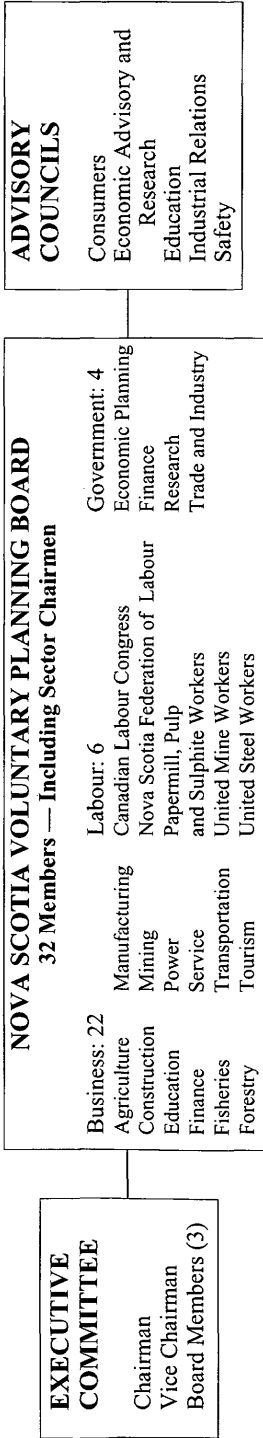 EXECUTIVE
COMMITTEE
Chairman
Vice Chairman
Board Members (3)
NOVA SCOTIA VOLUNTARY PLANNING BOARD
32 Members — Including Sector Chairmen
Business: 22
Agriculture
Construction
Education
Finance
Fisheries
Forestry
Manufacturing
Mining
Power
Service
Transportation
Tourism
Labour: 6
Canadian Labour Congress
Nova Scotia Federation of Labour
Papermill, Pulp
and Sulphite Workers
United Mine Workers
United Steel Workers
Government: 4
Economic Planning
Finance
Research
Trade and Industry
ADVISORY
COUNCILS
Consumers
Economic Advisory and
Research
Education
Industrial Relations
Safety